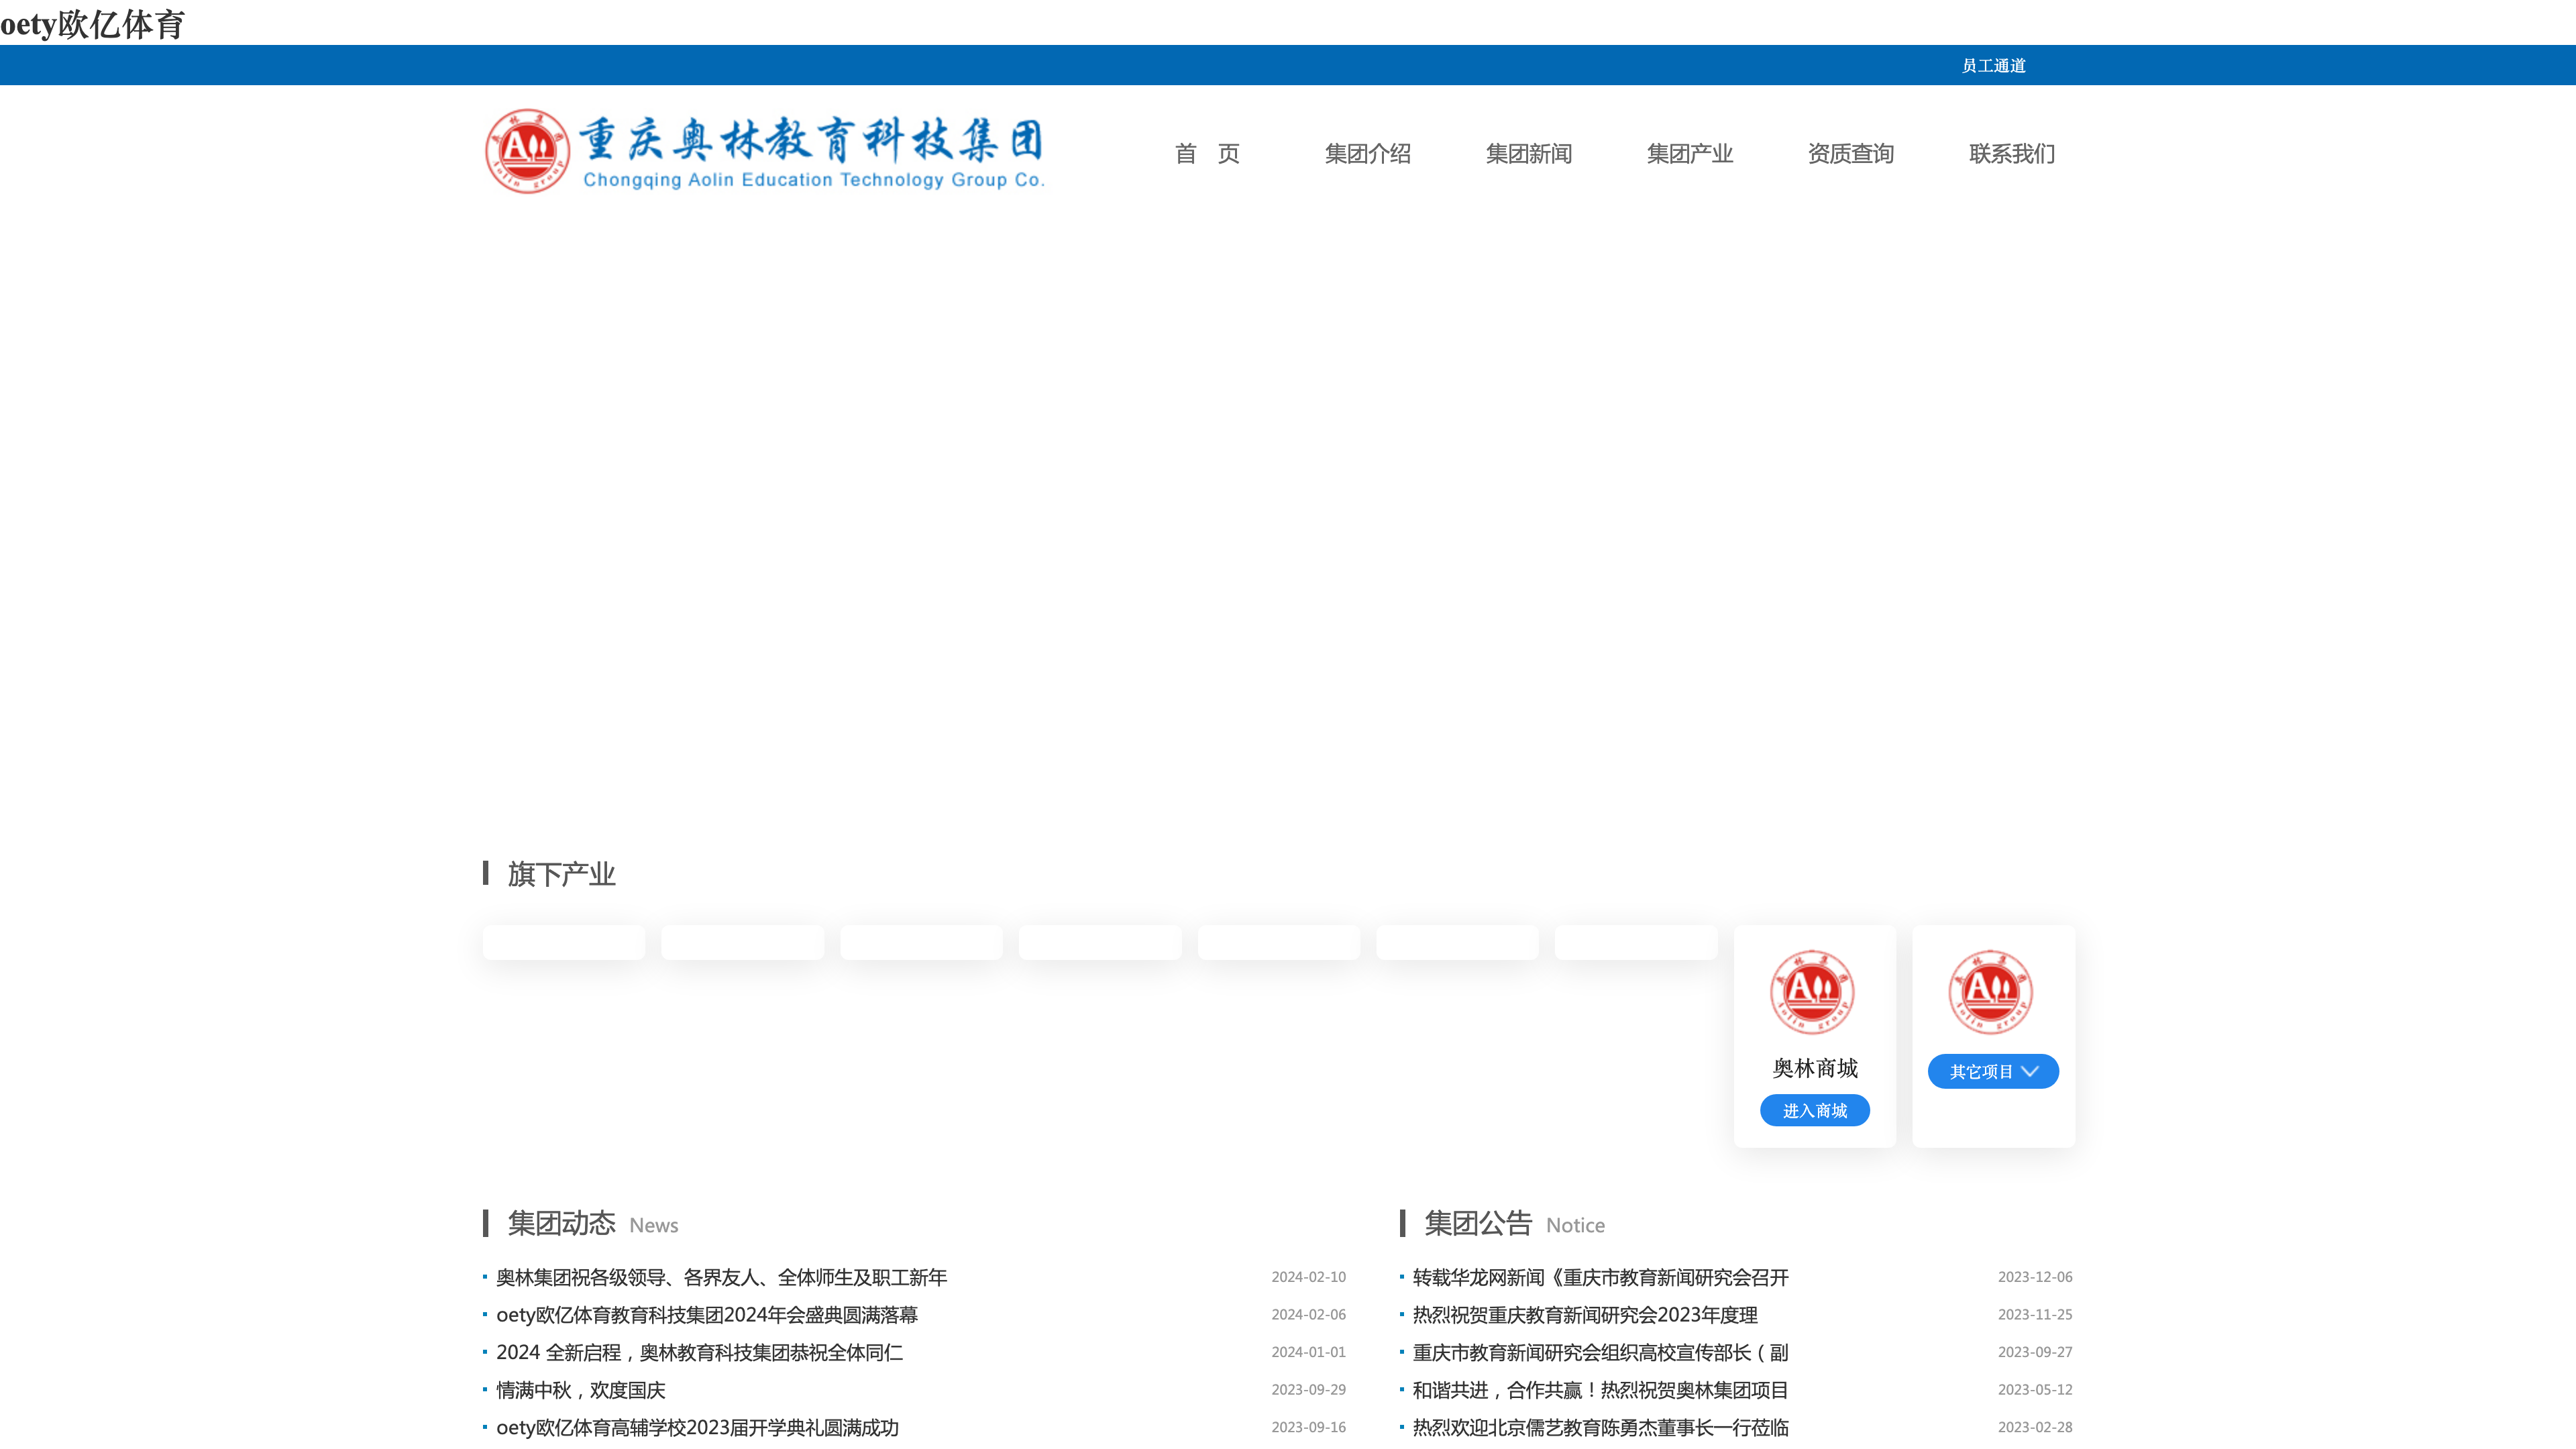 oety欧亿体育
员工通道
重庆奥林教育科技集团
Chongqing Aolin Education Technology Group Co.
首 页 集团介绍 集团新闻 集团产业 资质查询 联系我们
旗下产业
奥林集团
Aolin group
奥林商城
进入商城
奥林集团
Aolin group
其它项目
集团动态 News
奥林集团祝各级领导、各界友人、全体师生及职工新年 2024-02-10
oety欧亿体育教育科技集团2024年会盛典圆满落幕 2024-02-06
2024 全新启程，奥林教育科技集团恭祝全体同仁 2024-01-01
情满中秋，欢度国庆 2023-09-29
oety欧亿体育高辅学校2023届开学典礼圆满成功 2023-09-16
集团公告 Notice
转载华龙网新闻《重庆市教育新闻研究会召开 2023-12-06
热烈祝贺重庆教育新闻研究会2023年度理 2023-11-25
重庆市教育新闻研究会组织高校宣传部长（副 2023-09-27
和谐共进，合作共赢！热烈祝贺奥林集团项目 2023-05-12
热烈欢迎北京儒艺教育陈勇杰董事长一行莅临 2023-02-28